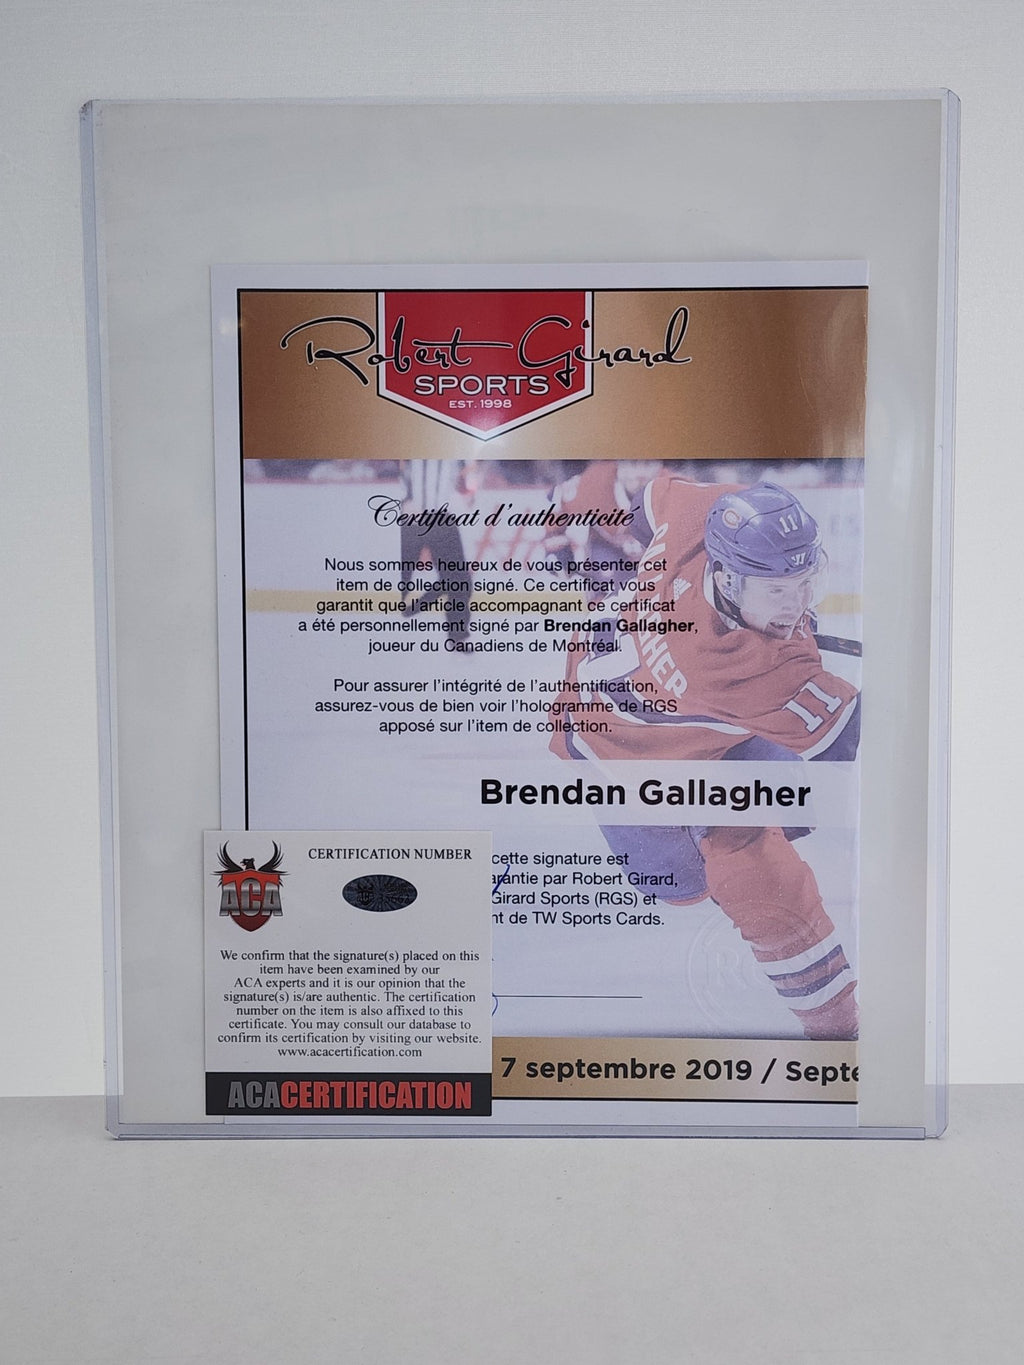 Robert Girard
SPORTS
EST. 1998
Certificat d'authenticité
Nous sommes heureux de vous présenter cet
item de collection signé. Ce certificat vous
garantit que l'article accompagnant ce certificat
a été personnellement signé par Brendan Gallagher,
joueur du Canadiens de Montréal.
Pour assurer l'intégrité de l'authentification,
assurez-vous de bien voir l'hologramme de RGS
apposé sur l'item de collection.
11
11
Brendan Gallagher
cette signature est
arantie par Robert Girard,
Girard Sports (RGS) et
nt de TW Sports Cards.
7 septembre 2019 / Septe
ACA
CERTIFICATION NUMBER
We confirm that the signature(s) placed on this
item have been examined by our
ACA experts and it is our opinion that the
signature(s) is/are authentic. The certification
number on the item is also affixed to this
certificate. You may consult our database to
confirm its certification by visiting our website.
www.acacertification.com
ACACERTIFICATION